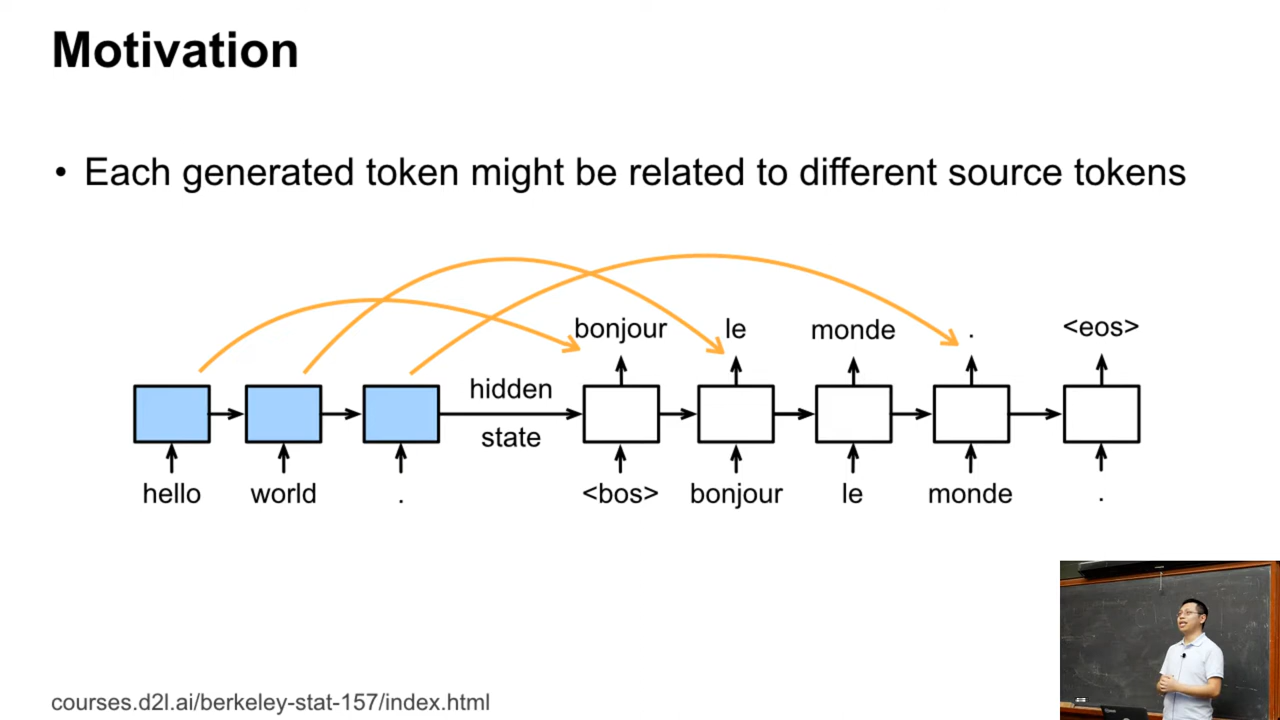 Motivation
• Each generated token might be related to different source tokens
bonjour le monde . <eos>
hidden
state
hello world . <bos> bonjour le monde .
courses.d2l.ai/berkeley-stat-157/index.html